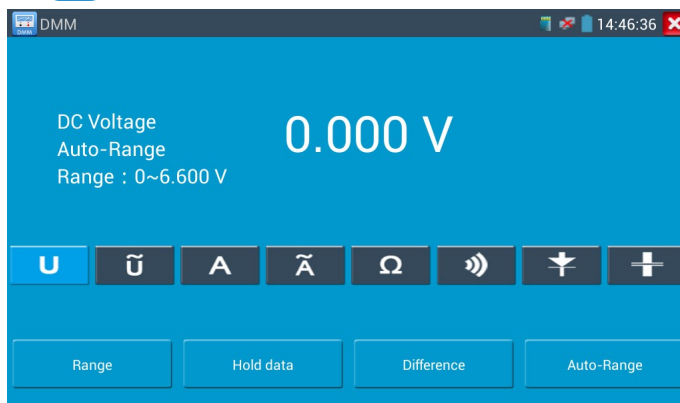 DMM
DMM
14:46:36
DC Voltage
Auto-Range
Range : 0~6.600 V
0.000 V
U Ũ A Ã Ω
Range Hold data Difference Auto-Range